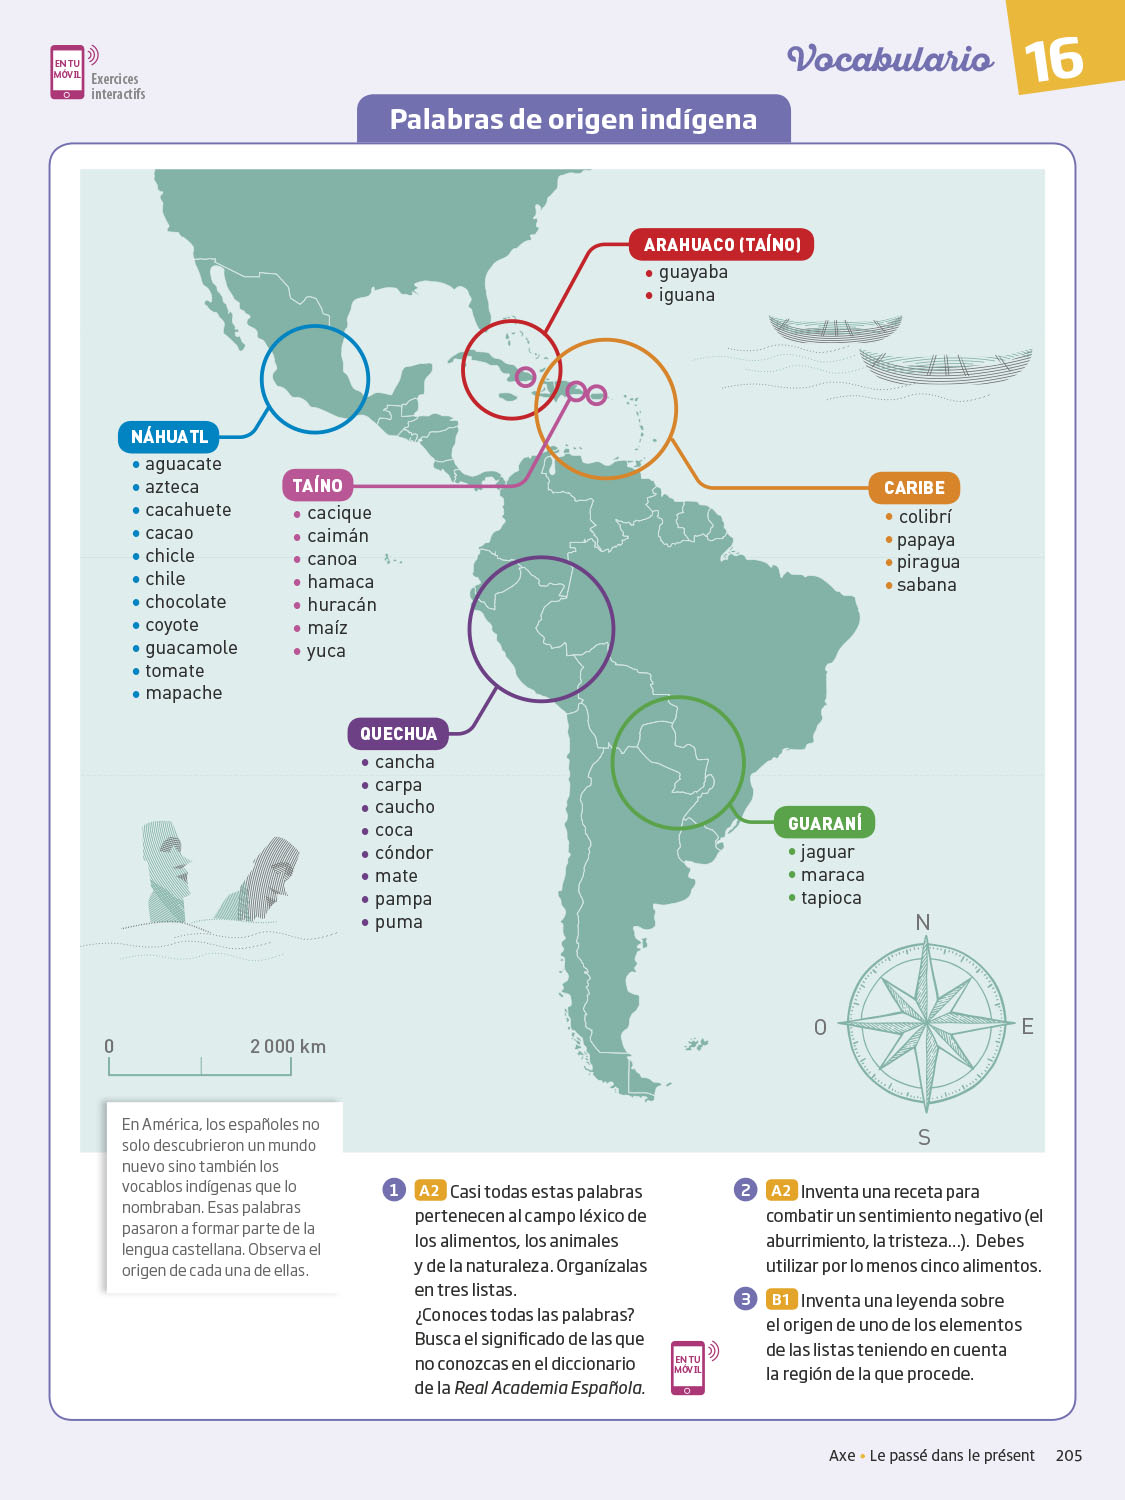 EN TU
MÓVIL
Exercices
interactifs
Vocabulario
16
Palabras de origen indígena
ARAHUACO (TAÍNO)
• guayaba
• iguana
NÁHUATL
• aguacate
• azteca
• cacahuete
• cacao
• chicle
• chile
• chocolate
• coyote
• guacamole
• tomate
• mapache
TAÍNO
• cacique
• caimán
• canoa
• hamaca
• huracán
• maíz
• yuca
CARIBE
• colibrí
• papaya
• piragua
• sabana
QUECHUA
• cancha
• carpa
• caucho
• coca
• cóndor
• mate
• pampa
• puma
GUARANÍ
• jaguar
• maraca
• tapioca
N
O
E
S
0 2 000 km
En América, los españoles no
solo descubrieron un mundo
nuevo sino también los
vocablos indígenas que lo
nombraban. Esas palabras
pasaron a formar parte de la
lengua castellana. Observa el
origen de cada una de ellas.
1 A2 Casi todas estas palabras
pertenecen al campo léxico de
los alimentos, los animales
y de la naturaleza. Organízalas
en tres listas.
¿Conoces todas las palabras?
Busca el significado de las que
no conozcas en el diccionario
de la Real Academia Española.
EN TU
MÓVIL
2 A2 Inventa una receta para
combatir un sentimiento negativo (el
aburrimiento, la tristeza...). Debes
utilizar por lo menos cinco alimentos.
3 B1 Inventa una leyenda sobre
el origen de uno de los elementos
de las listas teniendo en cuenta
la región de la que procede.
Axe • Le passé dans le présent 205